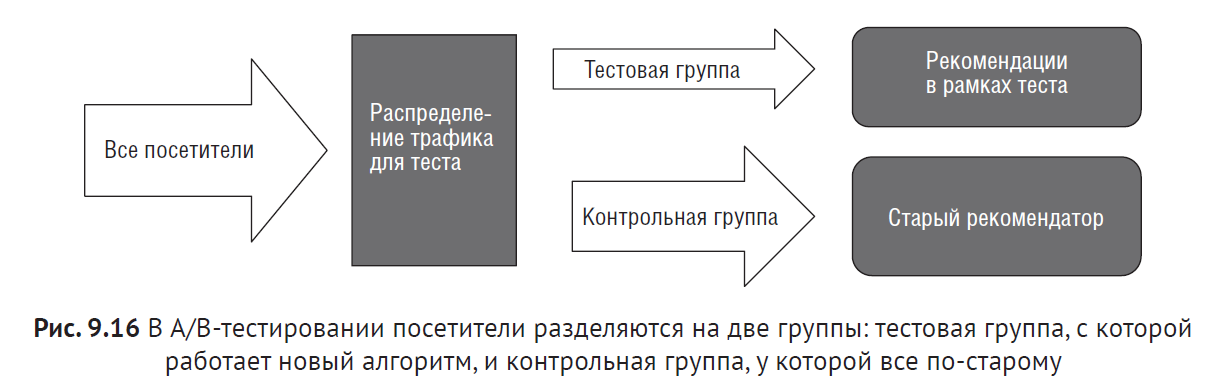 Все посетители
Распределе-
ние трафика
для теста
Тестовая группа
Рекомендации
в рамках теста
Контрольная группа
Старый рекомендатор
Рис. 9.16 В A/B-тестировании посетители разделяются на две группы: тестовая группа, с которой
работает новый алгоритм, и контрольная группа, у которой все по-старому